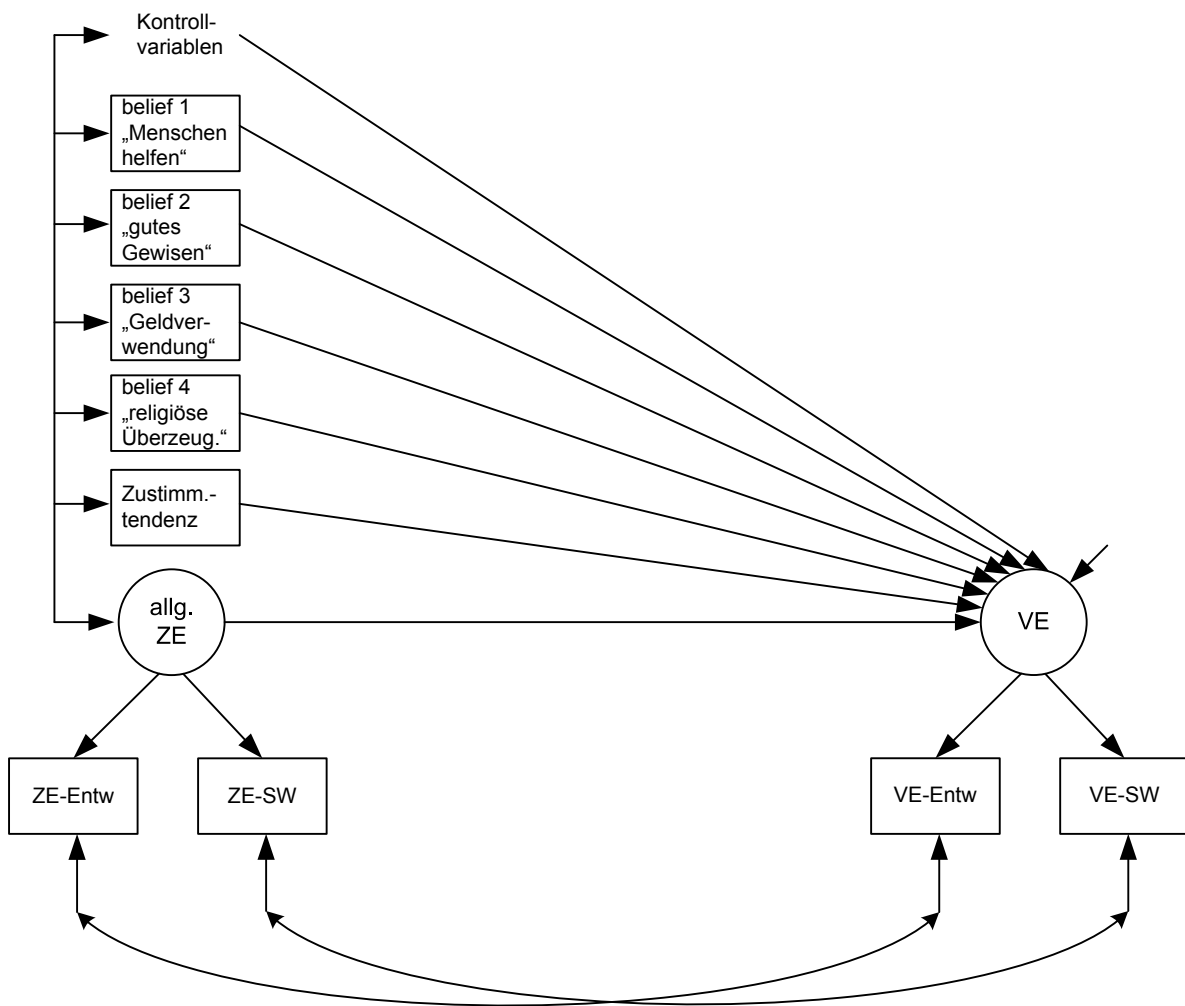 Kontroll-
variablen
belief 1
„Menschen
helfen“
belief 2
„gutes
Gewisen“
belief 3
„Geldver-
wendung“
belief 4
„religiöse
Überzeug.“
Zustimm.-
tendenz
allg.
ZE
VE
ZE-Entw
ZE-SW
VE-Entw
VE-SW